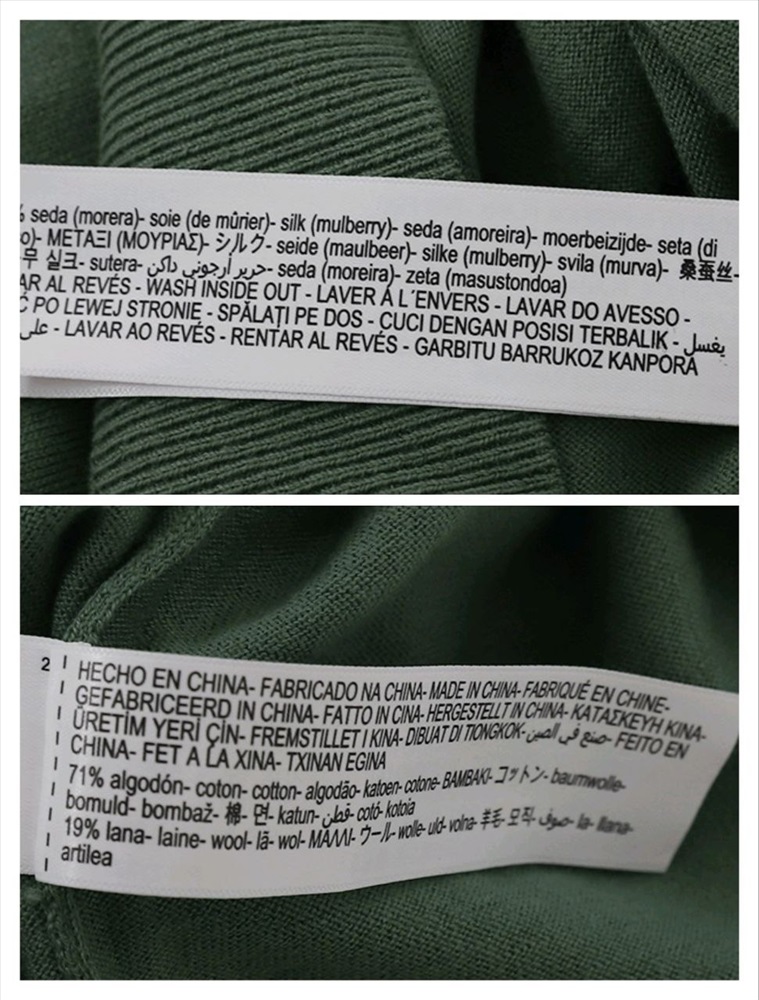 seda (morera)- soie (de mûrier)- silk (mulberry)- seda (amoreira)- moerbeizijde- seta (di
o)- ΜΕΤΑΞΙ (ΜΟΥΡΙΑΣ)- シルク- seide (maulbeer)- silke (mulberry)- svila (murva)- 桑蚕丝-
무 실크- sutera- حرير أرجوني داكن- seda (moreira)- zeta (masustondoa)
AR AL REVÉS - WASH INSIDE OUT - LAVER À L´ENVERS - LAVAR DO AVESSO -
Ć PO LEWEJ STRONIE - SPĂLAŢI PE DOS - CUCI DENGAN POSISI TERBALIK - يغسل
على - LAVAR AO REVÉS - RENTAR AL REVÉS - GARBITU BARRUKOZ KANPORA
2
HECHO EN CHINA- FABRICADO NA CHINA- MADE IN CHINA- FABRIQUÉ EN CHINE-
GEFABRICEERD IN CHINA- FATTO IN CINA- HERGESTELLT IN CHINA- ΚΑΤΑΣΚΕΥΗ ΚΙΝΑ-
ÜRETİM YERİ ÇİN- FREMSTILLET I KINA- DIBUAT DI TIONGKOK- صنع في الصين- FEITO EN
CHINA- FET A LA XINA- TXINAN EGINA
71% algodón- coton- cotton- algodão- katoen- cotone- ΒΑΜΒΑΚΙ- コットン- baumwolle-
bomuld- bombaž- 棉- 면- katun- قطن- cotó- kotoia
19% lana- laine- wool- lã- wol- ΜΑΛΛΙ- ウール- wolle- uld- volna- 羊毛- 모직- صوف- la- llana-
artilea